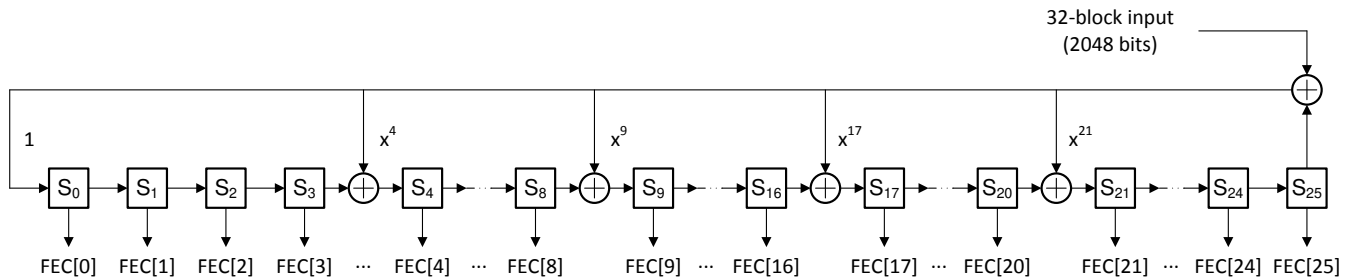 32-block input
(2048 bits)
1 x⁴ x⁹ x¹⁷ x²¹
S₀ S₁ S₂ S₃ S₄ S₈ S₉ S₁₆ S₁₇ S₂₀ S₂₁ S₂₄ S₂₅
FEC[0] FEC[1] FEC[2] FEC[3] ... FEC[4] ... FEC[8] FEC[9] ... FEC[16] FEC[17] ... FEC[20] FEC[21] ... FEC[24] FEC[25]